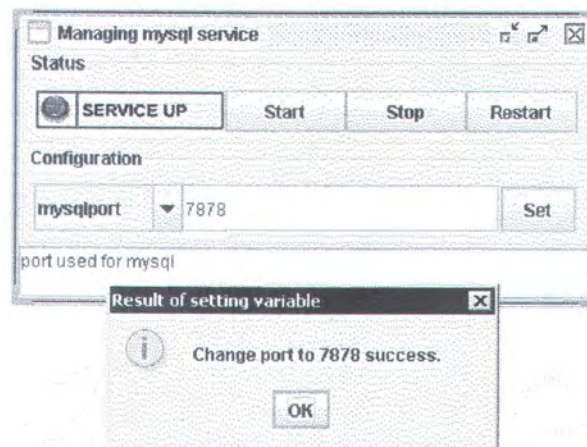 Managing mysql service
Status
SERVICE UP Start Stop Restart
Configuration
mysqlport 7878 Set
port used for mysql
Result of setting variable
Change port to 7878 success.
OK